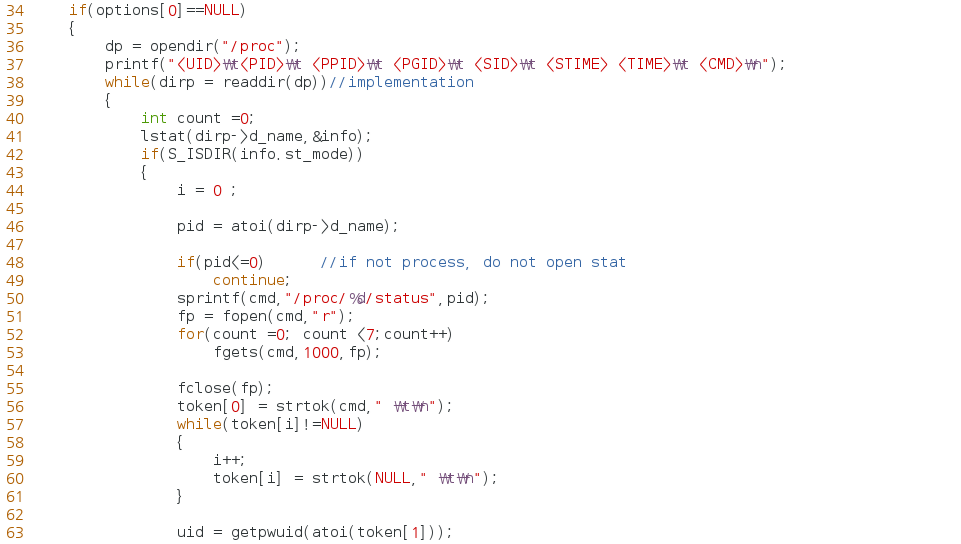 34 if(options[0]==NULL)
35 {
36 dp = opendir("/proc");
37 printf("<UID>₩t<PID>₩t <PPID>₩t <PGID>₩t <SID>₩t <STIME> <TIME>₩t <CMD>₩n");
38 while(dirp = readdir(dp))//implementation
39 {
40 int count =0;
41 lstat(dirp->d_name,&info);
42 if(S_ISDIR(info.st_mode))
43 {
44 i = 0 ;
45
46 pid = atoi(dirp->d_name);
47
48 if(pid<=0) //if not process, do not open stat
49 continue;
50 sprintf(cmd,"/proc/%d/status",pid);
51 fp = fopen(cmd,"r");
52 for(count =0; count <7;count++)
53 fgets(cmd,1000,fp);
54
55 fclose(fp);
56 token[0] = strtok(cmd," ₩t₩n");
57 while(token[i]!=NULL)
58 {
59 i++;
60 token[i] = strtok(NULL," ₩t₩n");
61 }
62
63 uid = getpwuid(atoi(token[1]));